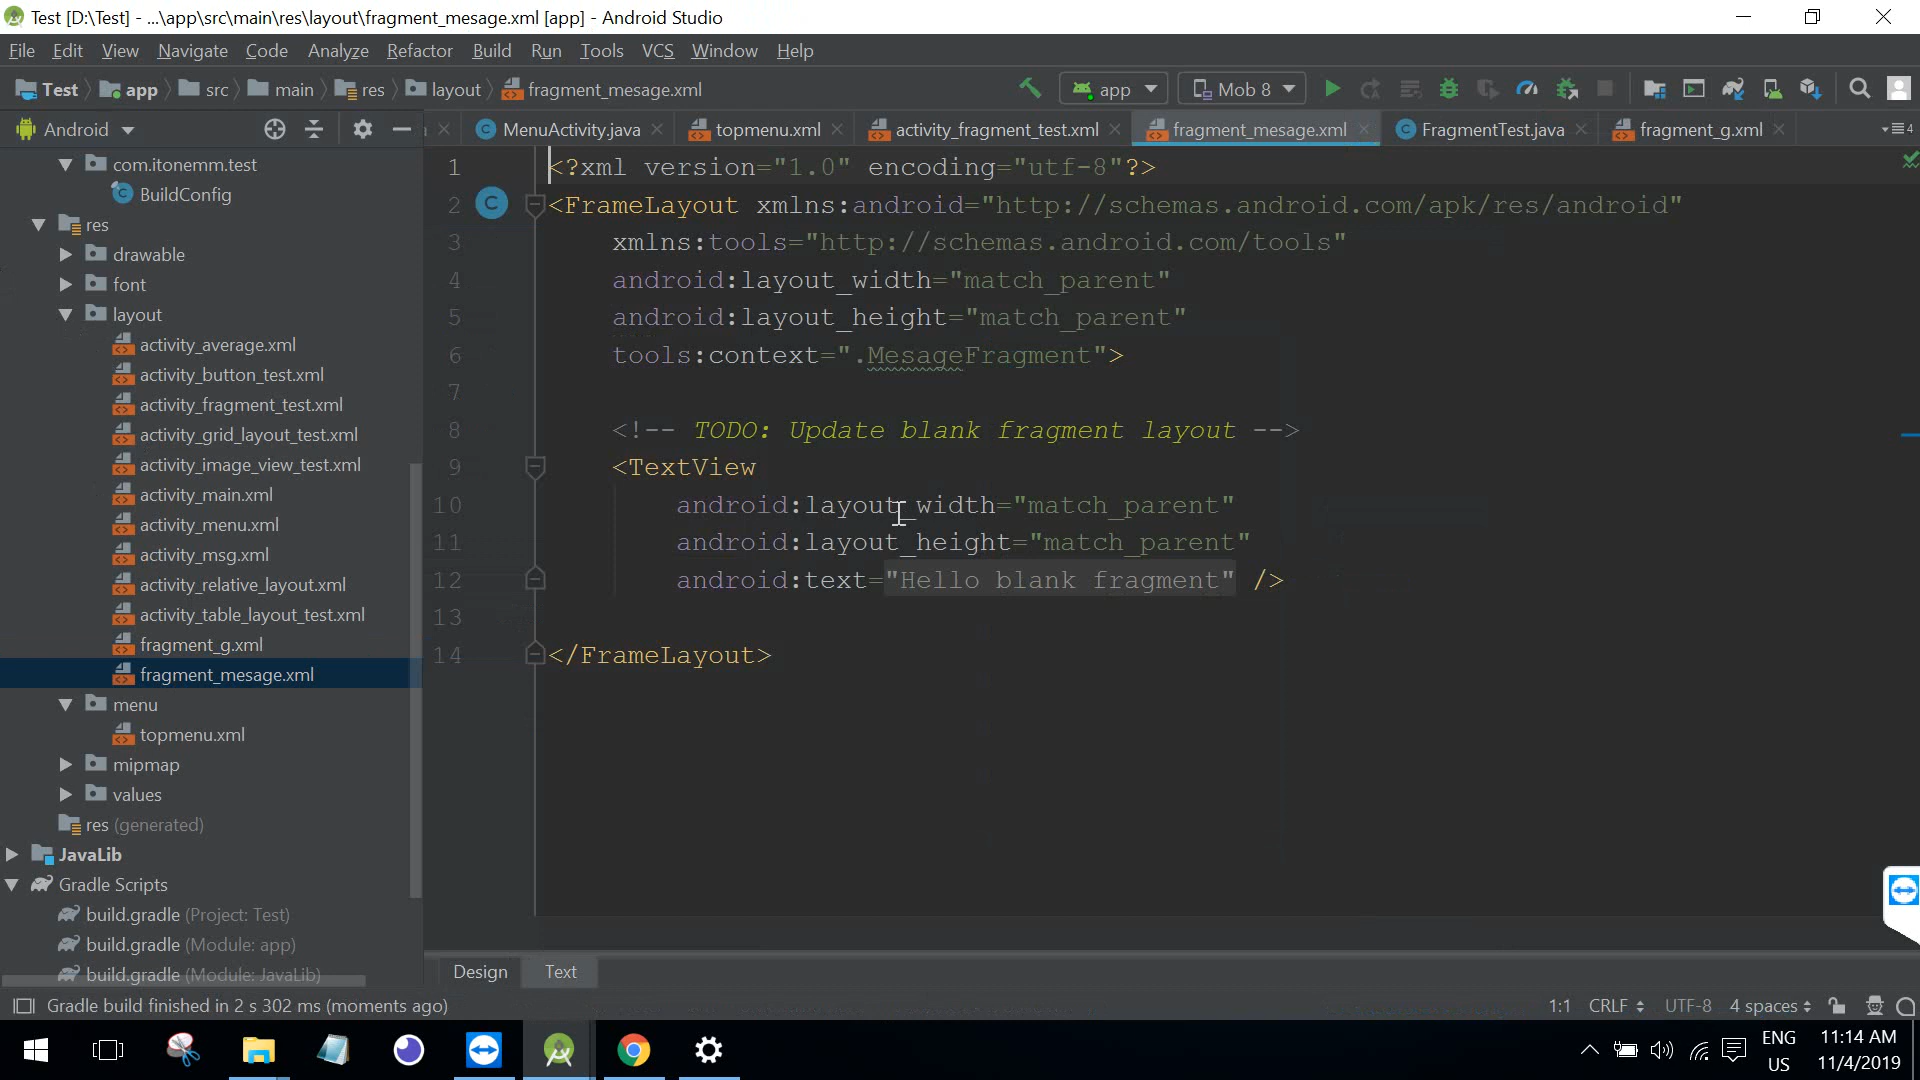 Test [D:\Test] - ...\app\src\main\res\layout\fragment_mesage.xml [app] - Android Studio
File Edit View Navigate Code Analyze Refactor Build Run Tools VCS Window Help
Test app src main res layout fragment_mesage.xml app Mob 8
Android
MenuActivity.java topmenu.xml activity_fragment_test.xml fragment_mesage.xml FragmentTest.java fragment_g.xml 4
com.itonemm.test
BuildConfig
res
drawable
font
layout
activity_average.xml
activity_button_test.xml
activity_fragment_test.xml
activity_grid_layout_test.xml
activity_image_view_test.xml
activity_main.xml
activity_menu.xml
activity_msg.xml
activity_relative_layout.xml
activity_table_layout_test.xml
fragment_g.xml
fragment_mesage.xml
menu
topmenu.xml
mipmap
values
res (generated)
JavaLib
Gradle Scripts
build.gradle (Project: Test)
build.gradle (Module: app)
build.gradle (Module: JavaLib)
1 <?xml version="1.0" encoding="utf-8"?>
2 C <FrameLayout xmlns:android="http://schemas.android.com/apk/res/android"
3 xmlns:tools="http://schemas.android.com/tools"
4 android:layout_width="match_parent"
5 android:layout_height="match_parent"
6 tools:context=".MesageFragment">
7
8 <!-- TODO: Update blank fragment layout -->
9 <TextView
10 android:layout_width="match_parent"
11 android:layout_height="match_parent"
12 android:text="Hello blank fragment" />
13
14 </FrameLayout>
Design Text
Gradle build finished in 2 s 302 ms (moments ago)
1:1 CRLF UTF-8 4 spaces
ENG
US
11:14 AM
11/4/2019